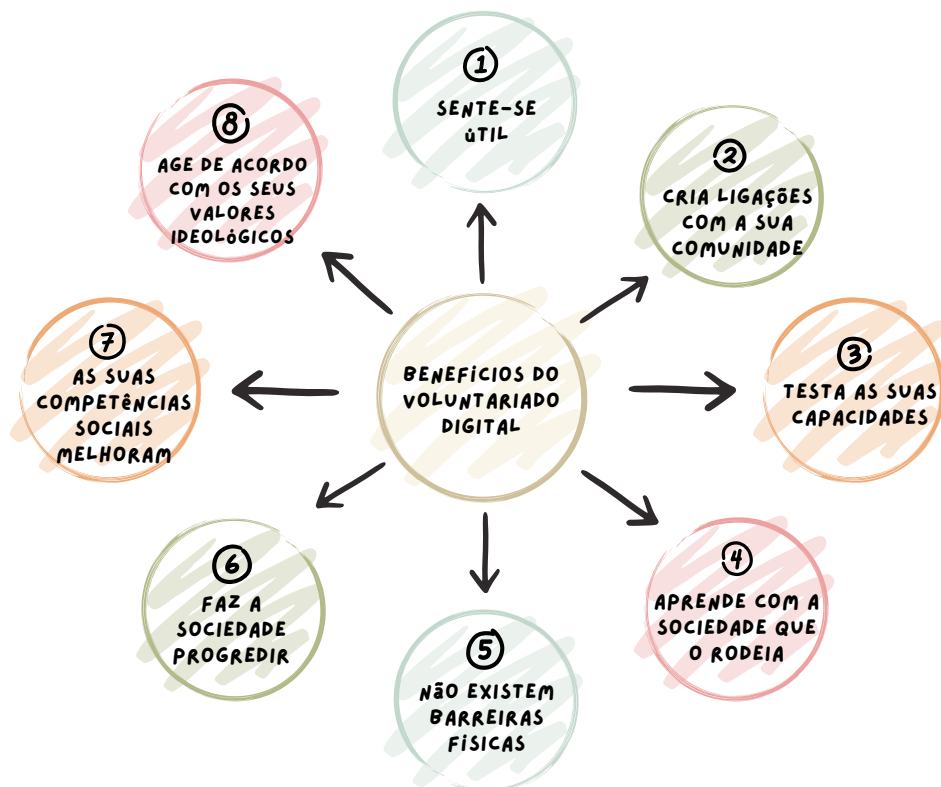 BENEFÍCIOS DO
VOLUNTARIADO
DIGITAL
1
SENTE-SE
ÚTIL
2
CRIA LIGAÇÕES
COM A SUA
COMUNIDADE
3
TESTA AS SUAS
CAPACIDADES
4
APRENDE COM A
SOCIEDADE QUE
O RODEIA
5
NÃO EXISTEM
BARREIRAS
FÍSICAS
6
FAZ A
SOCIEDADE
PROGREDIR
7
AS SUAS
COMPETÊNCIAS
SOCIAIS
MELHORAM
8
AGE DE ACORDO
COM OS SEUS
VALORES
IDEOLÓGICOS